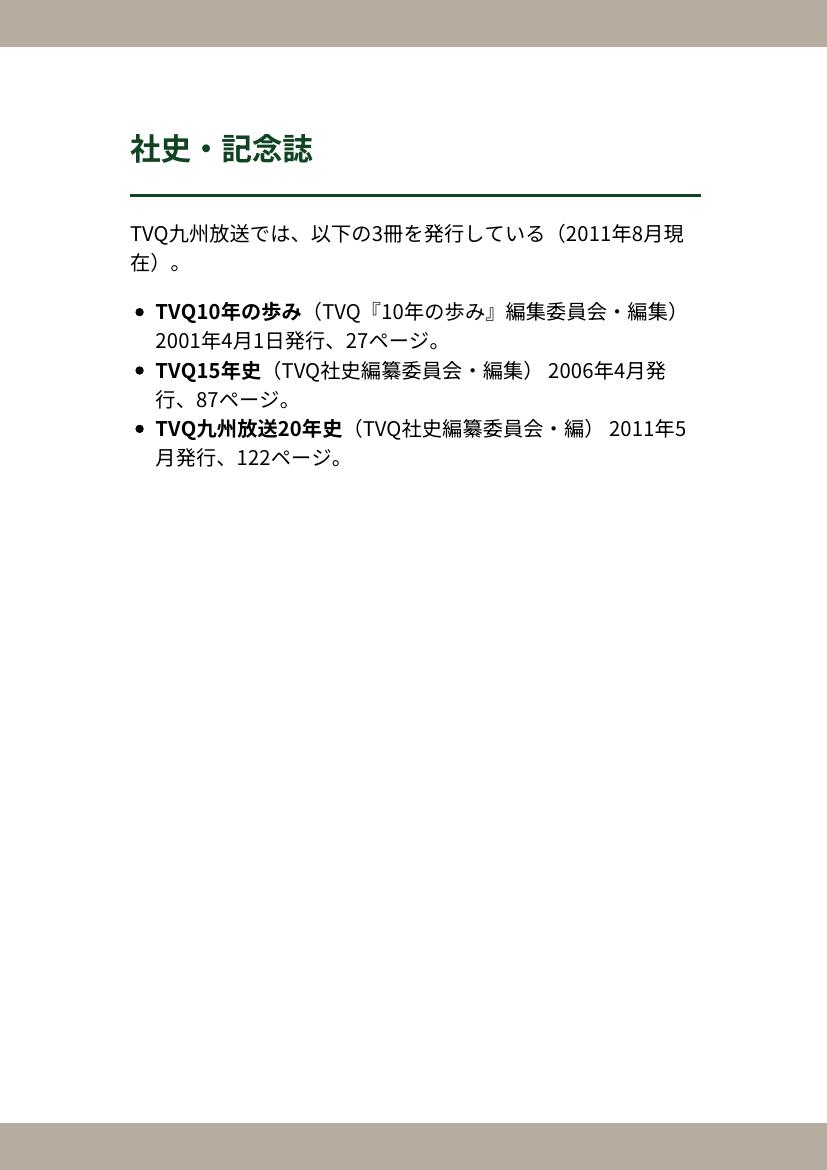 社史・記念誌
TVQ九州放送では、以下の3冊を発行している（2011年8月現
在）。
• TVQ10年の歩み（TVQ『10年の歩み』編集委員会・編集）
2001年4月1日発行、27ページ。
• TVQ15年史（TVQ社史編纂委員会・編集） 2006年4月発
行、87ページ。
• TVQ九州放送20年史（TVQ社史編纂委員会・編） 2011年5
月発行、122ページ。